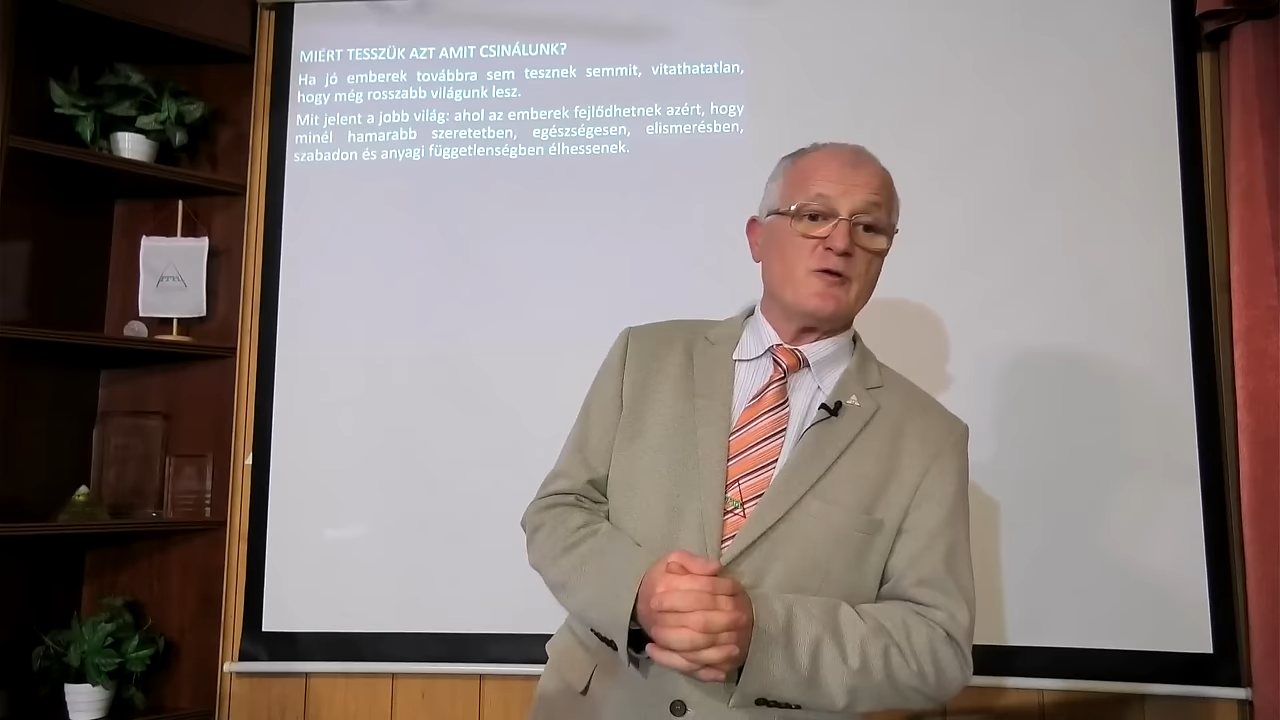 MIÉRT TESSZÜK AZT AMIT CSINÁLUNK?
Ha jó emberek továbbra sem tesznek semmit, vitathatatlan,
hogy még rosszabb világunk lesz.
Mit jelent a jobb világ: ahol az emberek fejlődhetnek azért, hogy
minél hamarabb szeretetben, egészségesen, elismerésben,
szabadon és anyagi függetlenségben élhessenek.